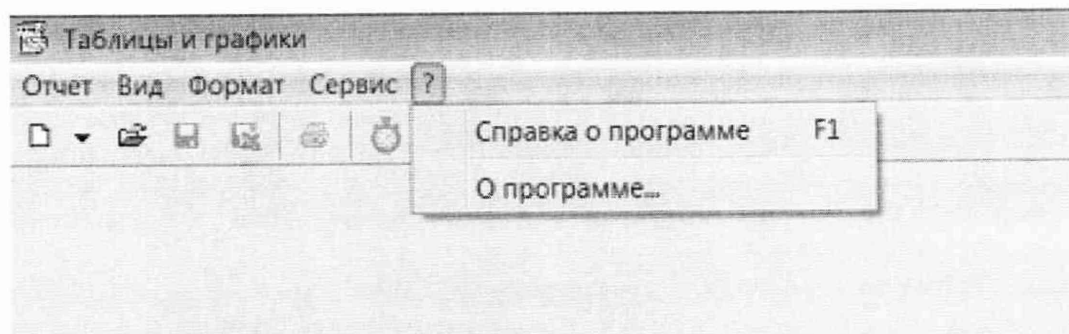 Таблицы и графики
Отчет Вид Формат Сервис ?
Справка о программе F1
О программе...